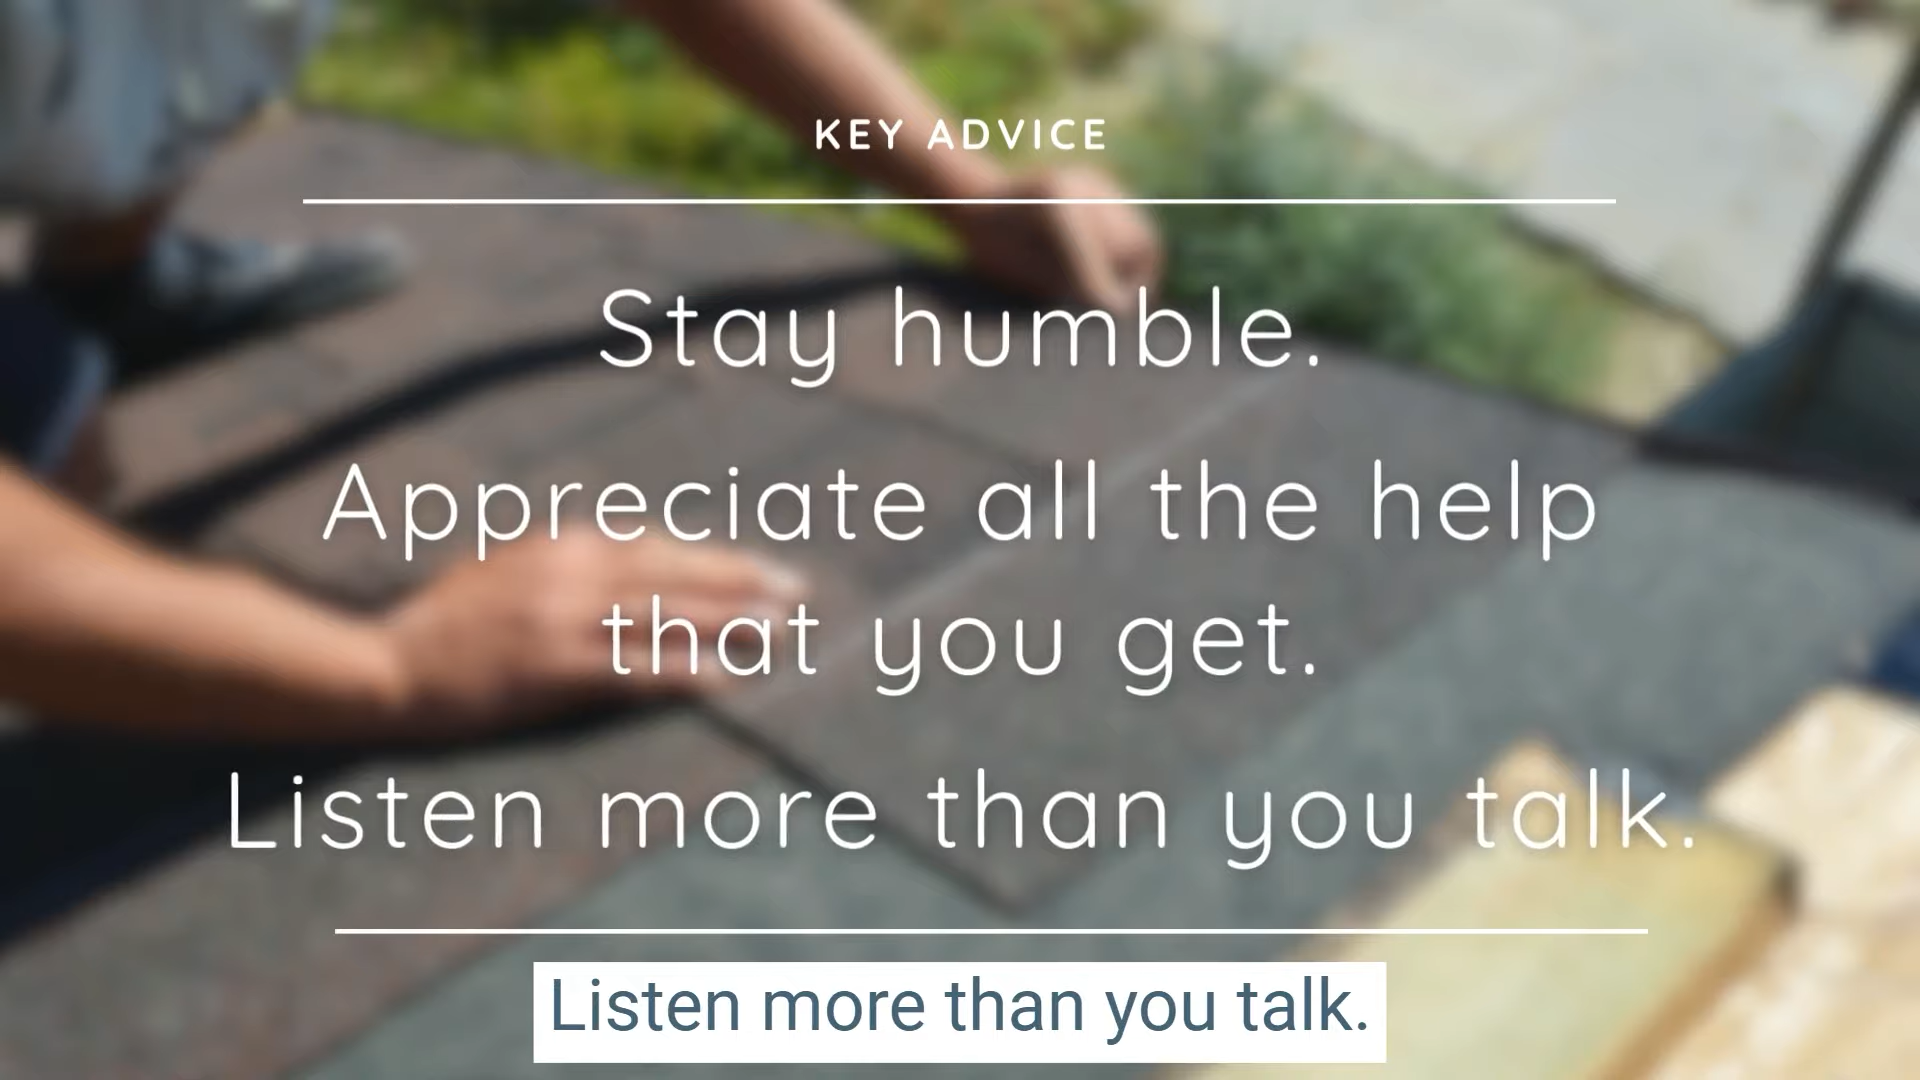 KEY ADVICE
Stay humble.
Appreciate all the help
that you get.
Listen more than you talk.
Listen more than you talk.